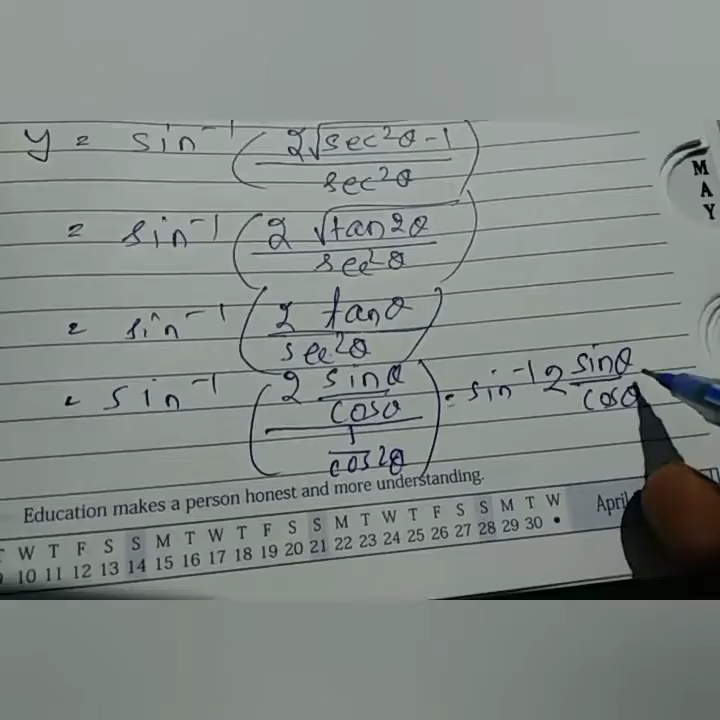 y = sin⁻¹ (2√sec²θ-1 / sec²θ)
= sin⁻¹ (2 √tan2θ / sec²θ)
= sin⁻¹ (2 tanθ / sec²θ)
= sin⁻¹ (2 sinθ/cosθ / 1/cos2θ) = sin⁻¹ 2 sinθ/cosθ
MAY
Education makes a person honest and more understanding.
W T F S S M T W T F S S M T W T F S S M T W
10 11 12 13 14 15 16 17 18 19 20 21 22 23 24 25 26 27 28 29 30 •
April